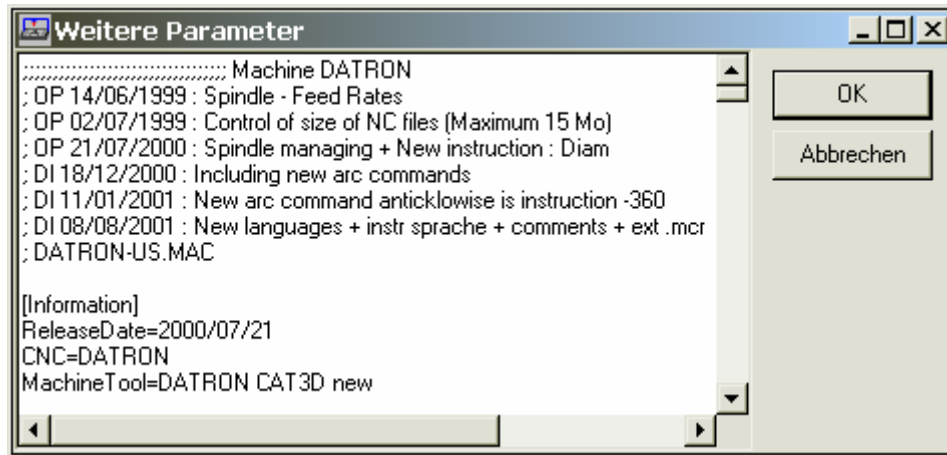 Weitere Parameter
;;;;;;;;;;;;;;;;;;;;;;;;;;;;;;;;;; Machine DATRON
; OP 14/06/1999 : Spindle - Feed Rates
; OP 02/07/1999 : Control of size of NC files (Maximum 15 Mo)
; OP 21/07/2000 : Spindle managing + New instruction : Diam
; DI 18/12/2000 : Including new arc commands
; DI 11/01/2001 : New arc command anticklowise is instruction -360
; DI 08/08/2001 : New languages + instr sprache + comments + ext .mcr
; DATRON-US.MAC
[Information]
ReleaseDate=2000/07/21
CNC=DATRON
MachineTool=DATRON CAT3D new
OK
Abbrechen